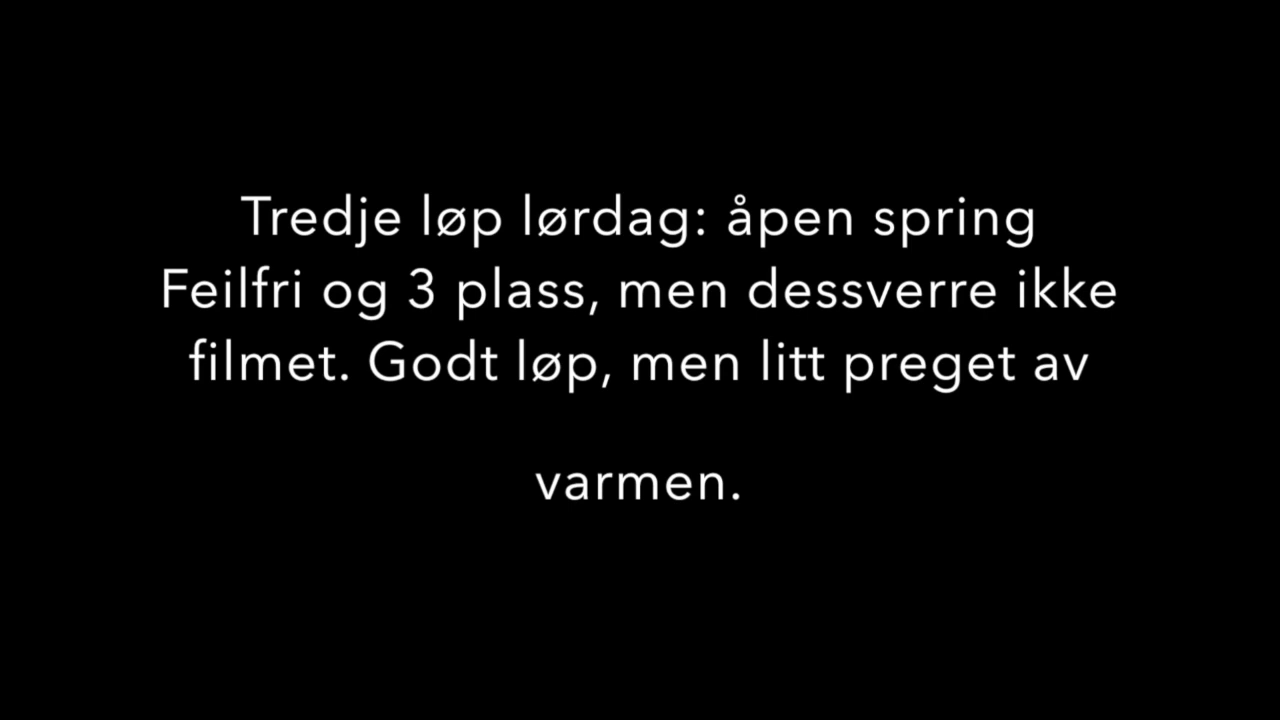 Tredje løp lørdag: åpen spring
Feilfri og 3 plass, men dessverre ikke
filmet. Godt løp, men litt preget av
varmen.